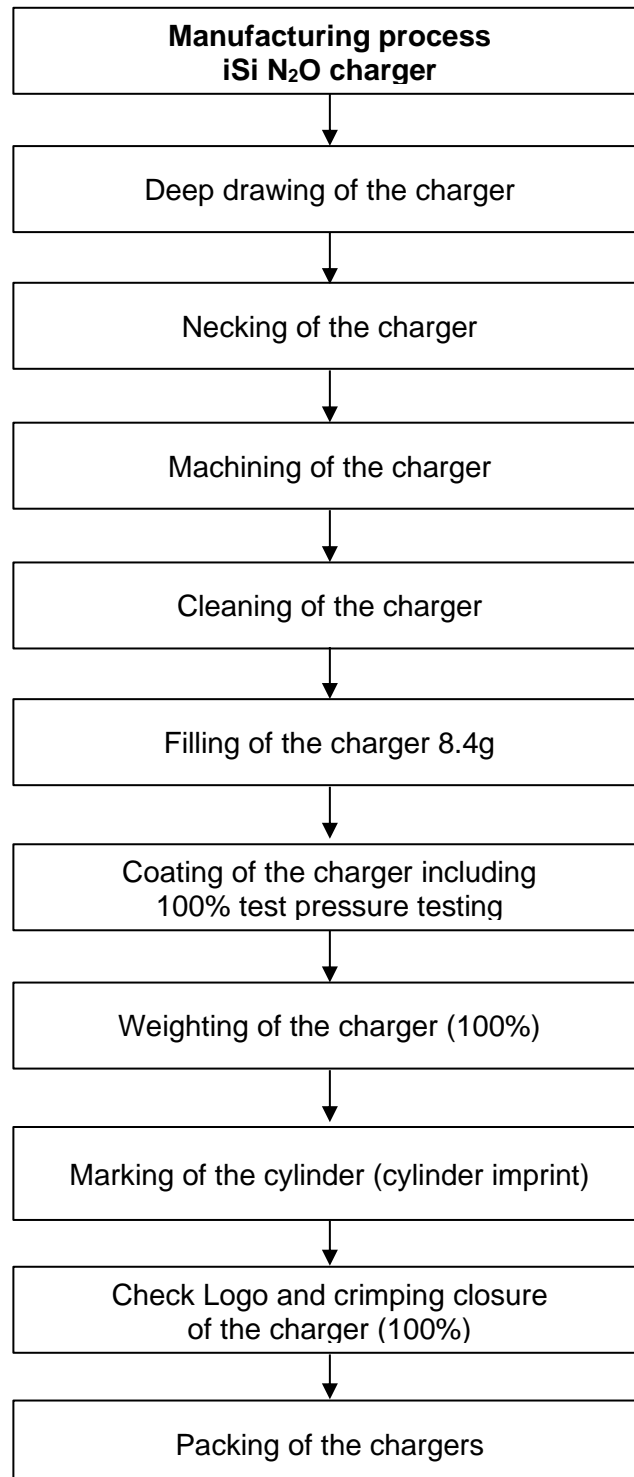 Manufacturing process
iSi N₂O charger
Deep drawing of the charger
Necking of the charger
Machining of the charger
Cleaning of the charger
Filling of the charger 8.4g
Coating of the charger including
100% test pressure testing
Weighting of the charger (100%)
Marking of the cylinder (cylinder imprint)
Check Logo and crimping closure
of the charger (100%)
Packing of the chargers